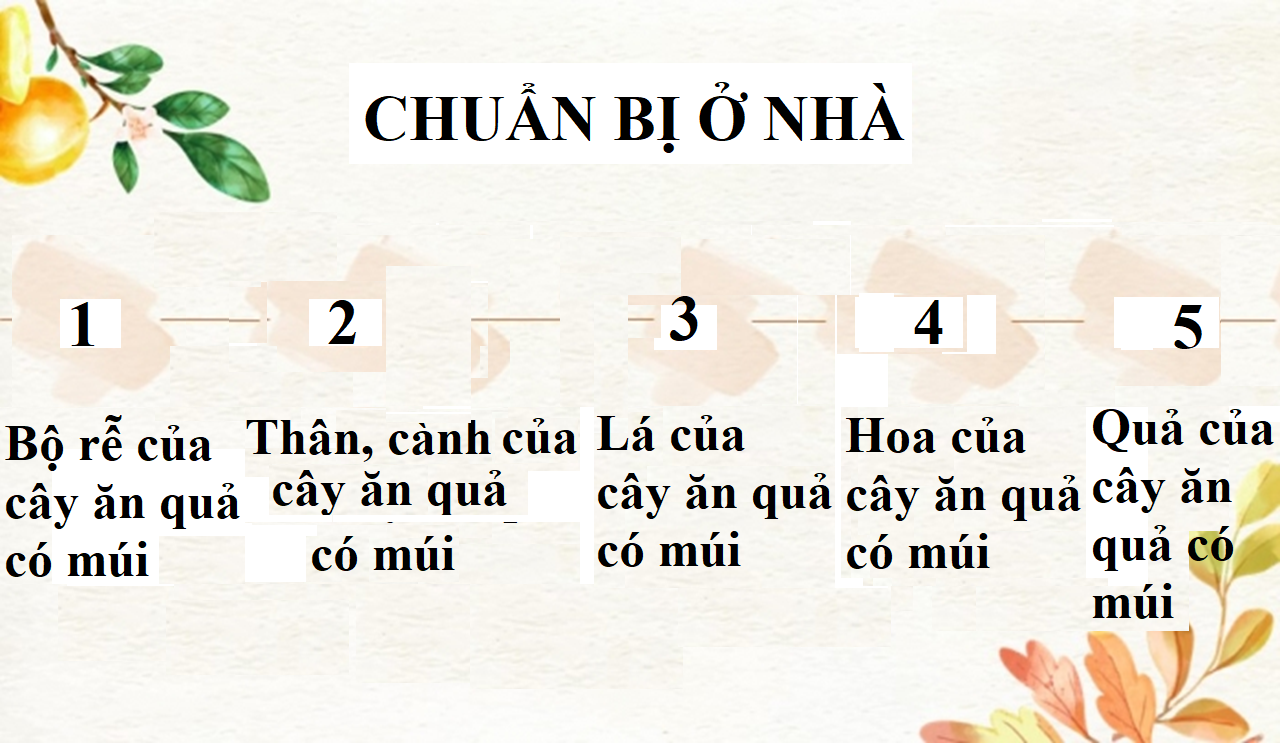 CHUẨN BỊ Ở NHÀ
1
2
3
4
5
Bộ rễ của
cây ăn quả
có múi
Thân, cành của
cây ăn quả
có múi
Lá của
cây ăn quả
có múi
Hoa của
cây ăn quả
có múi
Quả của
cây ăn
quả có
múi